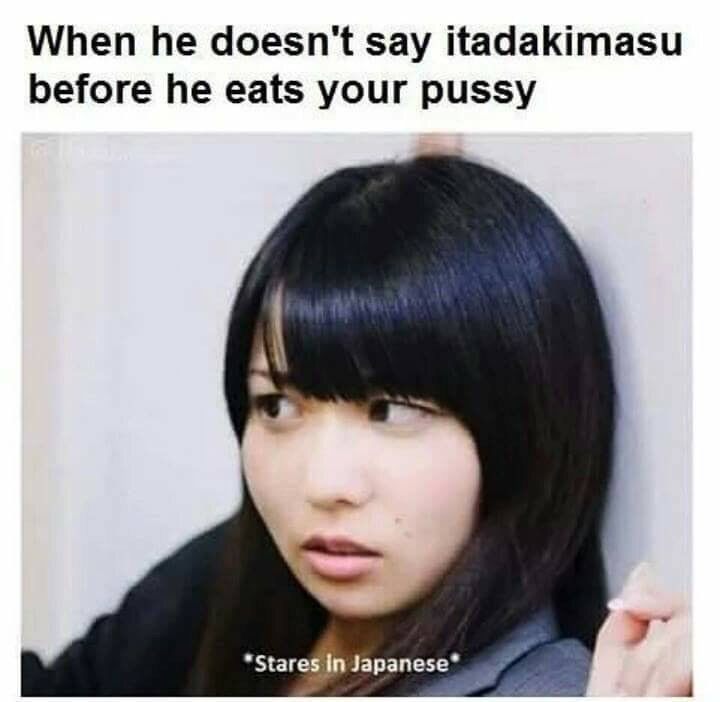 When he doesn't say itadakimasu
before he eats your pussy
*Stares in Japanese*